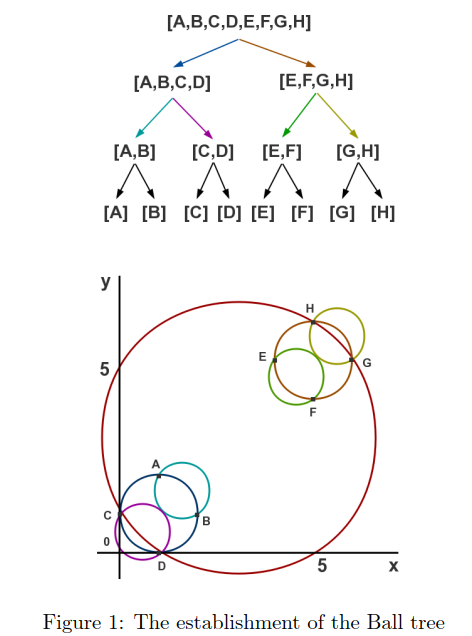 [A,B,C,D,E,F,G,H]
[A,B,C,D] [E,F,G,H]
[A,B] [C,D] [E,F] [G,H]
[A] [B] [C] [D] [E] [F] [G] [H]
y
H
E
G
5
F
A
C
B
0
D
5
x
Figure 1: The establishment of the Ball tree